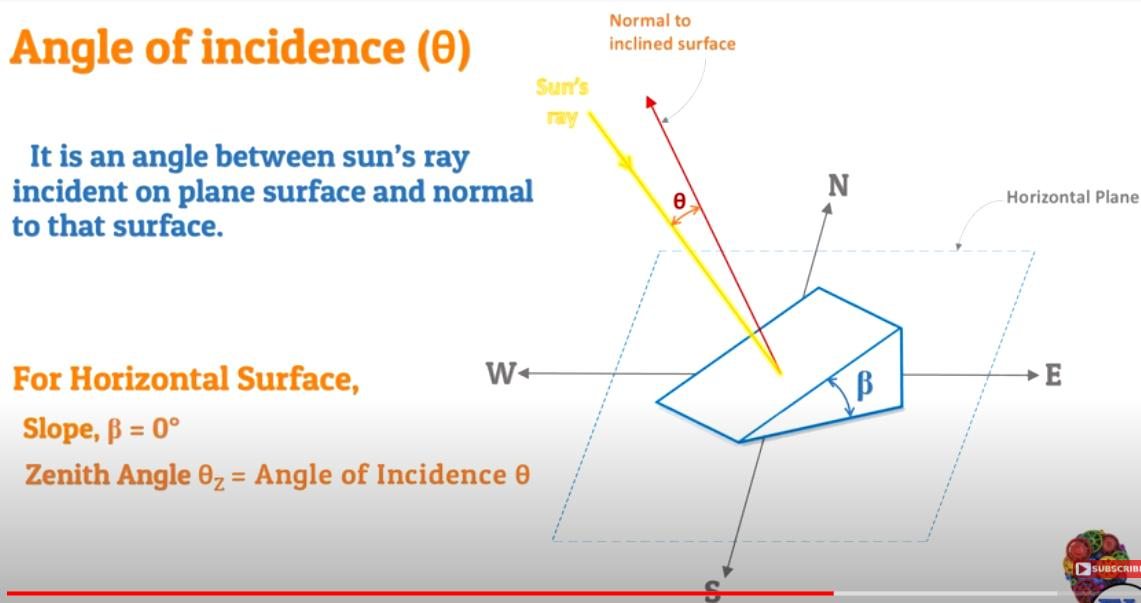 Angle of incidence (θ)
It is an angle between sun's ray
incident on plane surface and normal
to that surface.
For Horizontal Surface,
Slope, β = 0°
Zenith Angle θz = Angle of Incidence θ
Normal to
inclined surface
Sun's
ray
θ
N
Horizontal Plane
W
E
β
S
SUBSCRIB